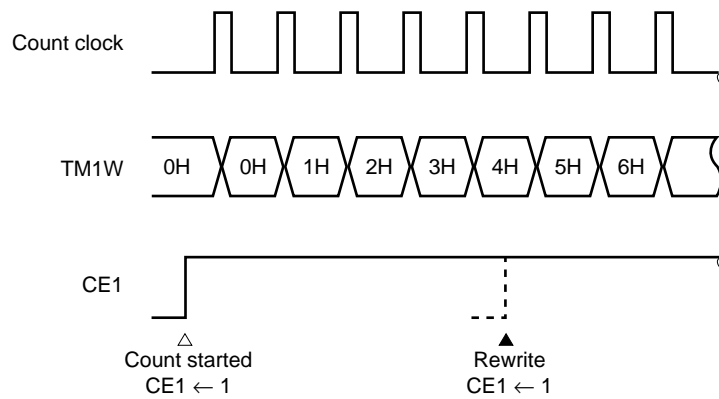 Count clock
TM1W
0H 0H 1H 2H 3H 4H 5H 6H
CE1
Count started
CE1 ← 1
Rewrite
CE1 ← 1